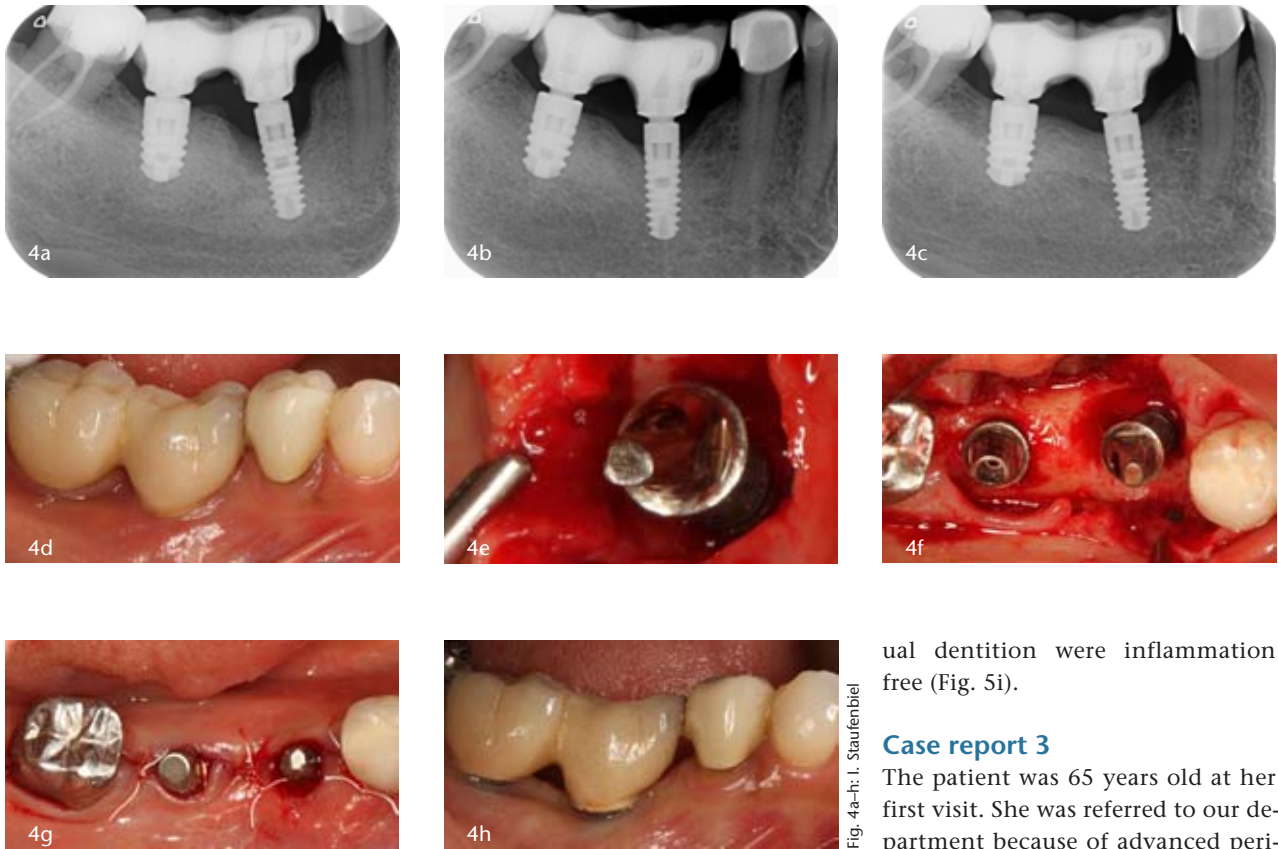 4a
4b
4c
4d
4e
4f
4g
4h
Fig. 4a–h: I. Staufenbiel
ual dentition were inflammation
free (Fig. 5i).
Case report 3
The patient was 65 years old at her
first visit. She was referred to our de-
partment because of advanced peri-